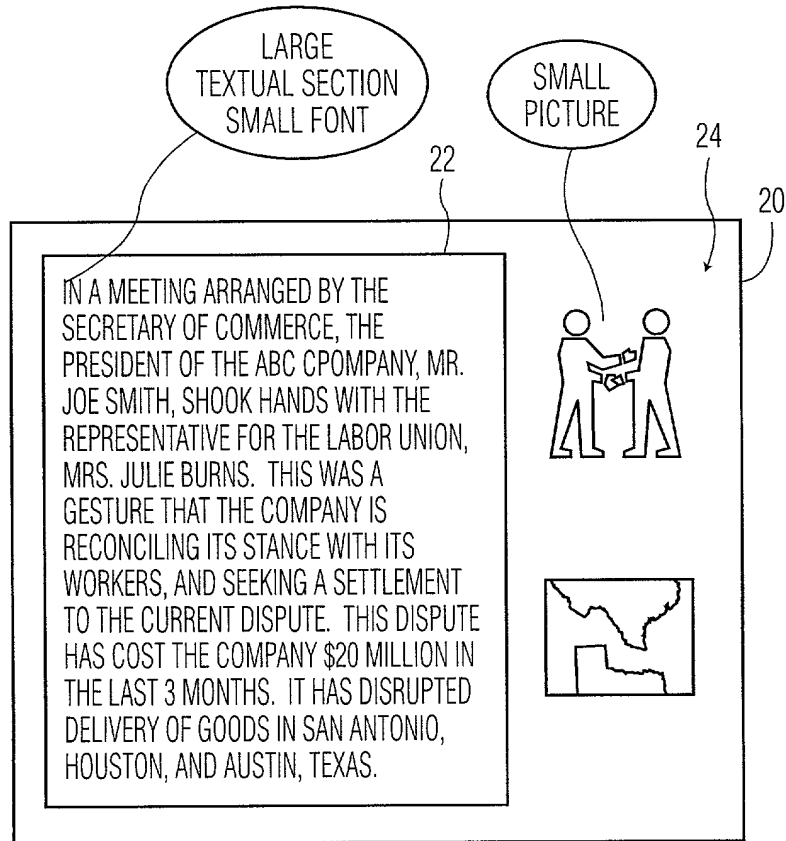 LARGE
TEXTUAL SECTION
SMALL FONT
SMALL
PICTURE
24
22
20
IN A MEETING ARRANGED BY THE
SECRETARY OF COMMERCE, THE
PRESIDENT OF THE ABC CPOMPANY, MR.
JOE SMITH, SHOOK HANDS WITH THE
REPRESENTATIVE FOR THE LABOR UNION,
MRS. JULIE BURNS. THIS WAS A
GESTURE THAT THE COMPANY IS
RECONCILING ITS STANCE WITH ITS
WORKERS, AND SEEKING A SETTLEMENT
TO THE CURRENT DISPUTE. THIS DISPUTE
HAS COST THE COMPANY $20 MILLION IN
THE LAST 3 MONTHS. IT HAS DISRUPTED
DELIVERY OF GOODS IN SAN ANTONIO,
HOUSTON, AND AUSTIN, TEXAS.